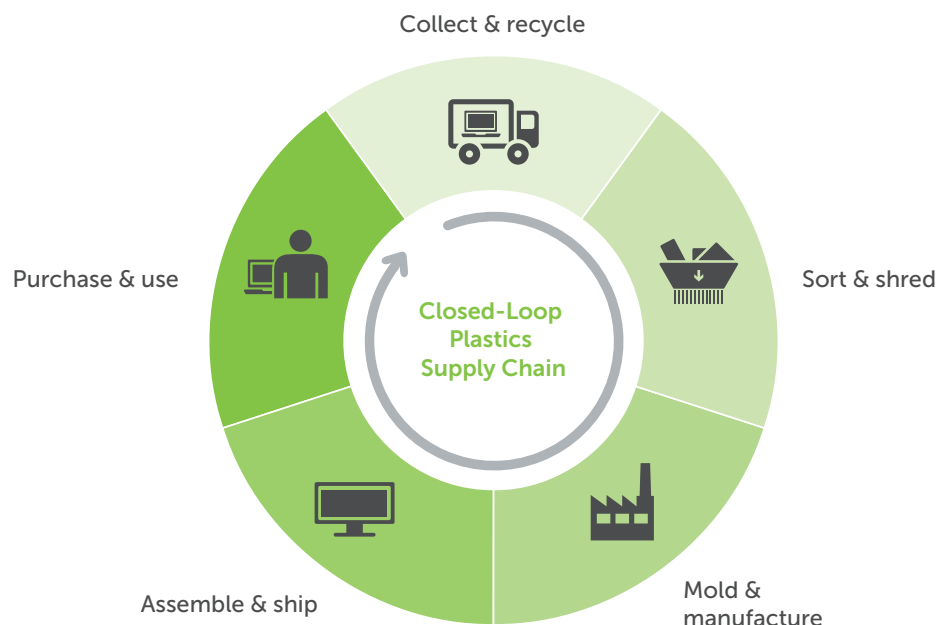 Collect & recycle
Purchase & use
Sort & shred
Closed-Loop
Plastics
Supply Chain
Assemble & ship
Mold &
manufacture